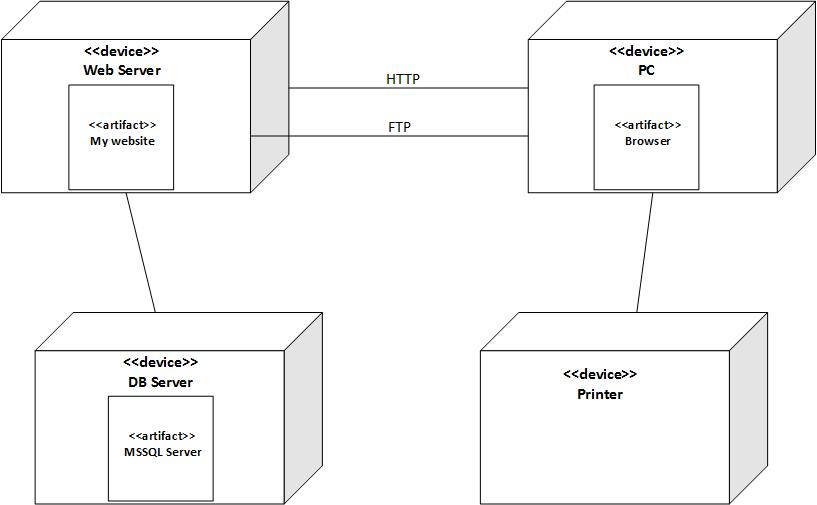 <<device>>
Web Server
<<artifact>>
My website
HTTP
FTP
<<device>>
PC
<<artifact>>
Browser
<<device>>
DB Server
<<artifact>>
MSSQL Server
<<device>>
Printer